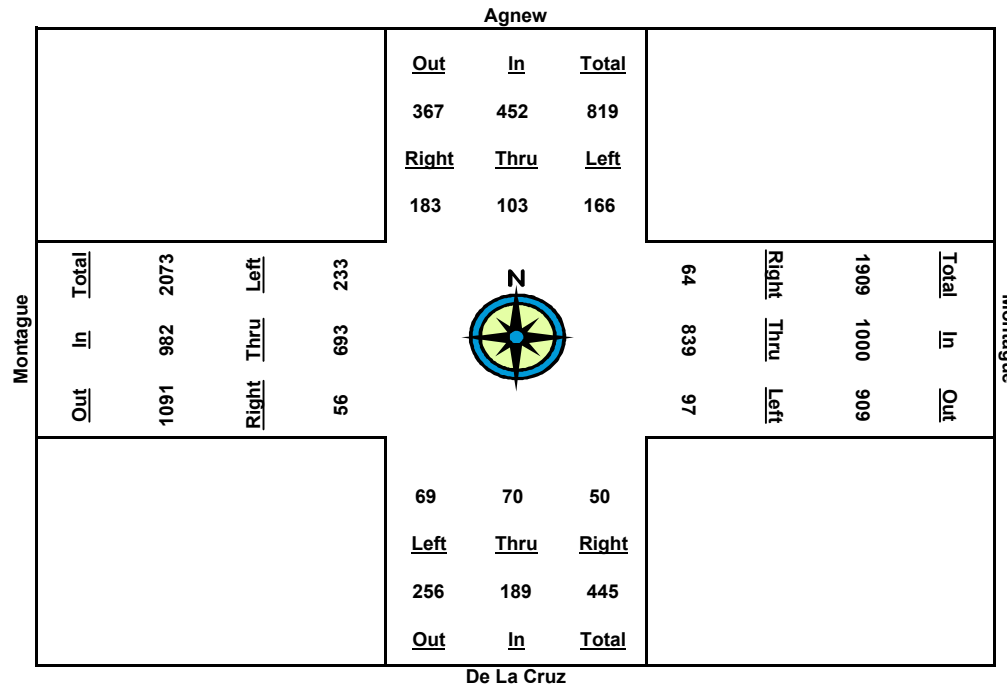 Agnew
Out In Total
367 452 819
Right Thru Left
183 103 166
Montague
Total 2073 Left 233
In 982 Thru 693
Out 1091 Right 56
N
64 Right 1909 Total
839 Thru 1000 In
97 Left 909 Out
Montague
69 70 50
Left Thru Right
256 189 445
Out In Total
De La Cruz